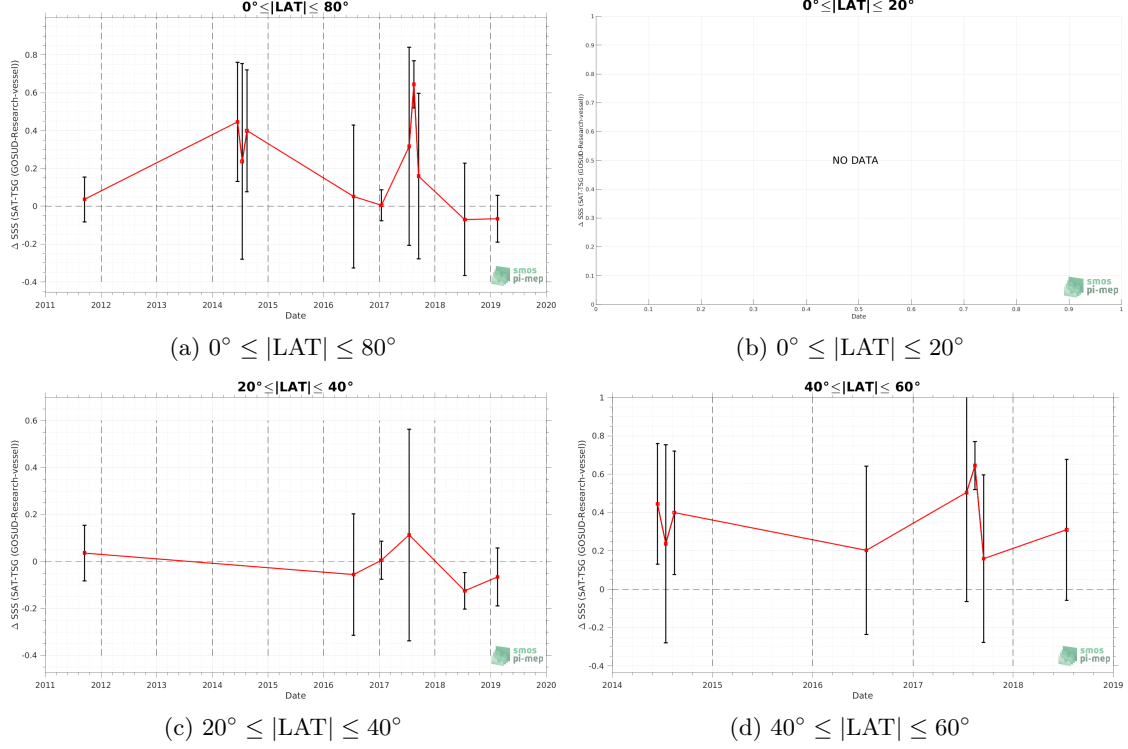 0°≤|LAT|≤ 80°
Δ SSS (SAT-TSG (GOSUD-Research-vessel))
0.8
0.6
0.4
0.2
0
-0.2
-0.4
2011 2012 2013 2014 2015 2016 2017 2018 2019 2020
Date
smos
pi-mep
(a) 0° ≤ |LAT| ≤ 80°
0°≤|LAT|≤ 20°
Δ SSS (SAT-TSG (GOSUD-Research-vessel))
1
0.9
0.8
0.7
0.6
0.5
0.4
0.3
0.2
0.1
0
NO DATA
0 0.1 0.2 0.3 0.4 0.5 0.6 0.7 0.8 0.9 1
Date
smos
pi-mep
(b) 0° ≤ |LAT| ≤ 20°
20°≤|LAT|≤ 40°
Δ SSS (SAT-TSG (GOSUD-Research-vessel))
0.6
0.4
0.2
0
-0.2
-0.4
2011 2012 2013 2014 2015 2016 2017 2018 2019 2020
Date
smos
pi-mep
(c) 20° ≤ |LAT| ≤ 40°
40°≤|LAT|≤ 60°
Δ SSS (SAT-TSG (GOSUD-Research-vessel))
1
0.8
0.6
0.4
0.2
0
-0.2
-0.4
2014 2015 2016 2017 2018 2019
Date
smos
pi-mep
(d) 40° ≤ |LAT| ≤ 60°